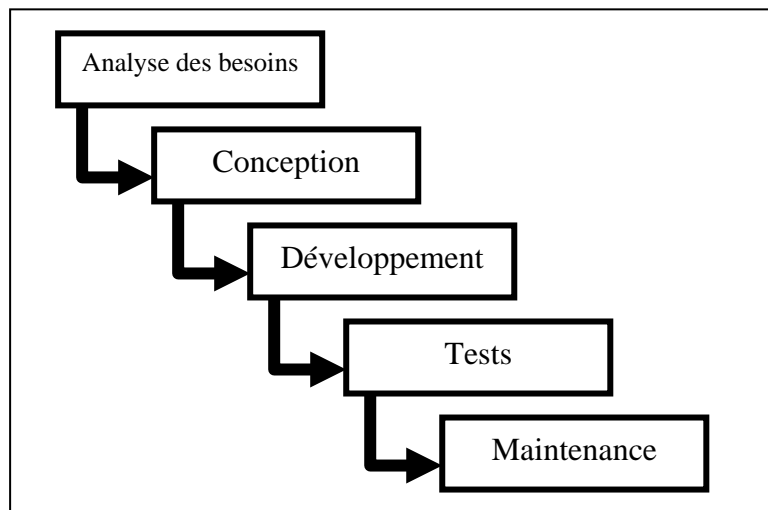 Analyse des besoins
Conception
Développement
Tests
Maintenance